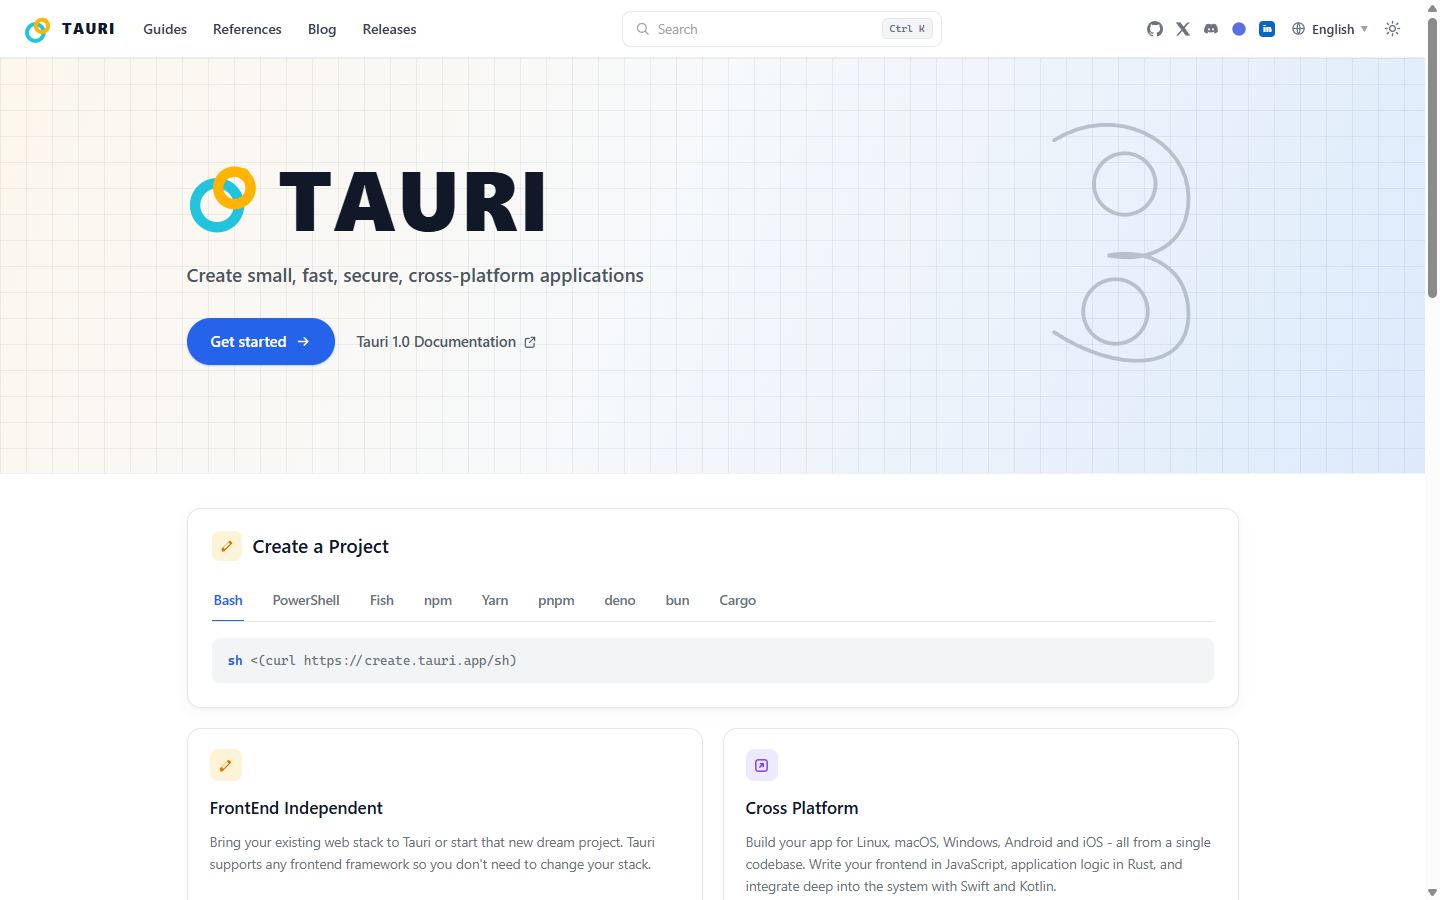 TAURI
Guides
References
Blog
Releases
Search
Ctrl K
in
English
TAURI
Create small, fast, secure, cross-platform applications
Get started
Tauri 1.0 Documentation
Create a Project
Bash
PowerShell
Fish
npm
Yarn
pnpm
deno
bun
Cargo
sh <(curl https://create.tauri.app/sh)
FrontEnd Independent
Bring your existing web stack to Tauri or start that new dream project. Tauri
supports any frontend framework so you don't need to change your stack.
Cross Platform
Build your app for Linux, macOS, Windows, Android and iOS - all from a single
codebase. Write your frontend in JavaScript, application logic in Rust, and
integrate deep into the system with Swift and Kotlin.